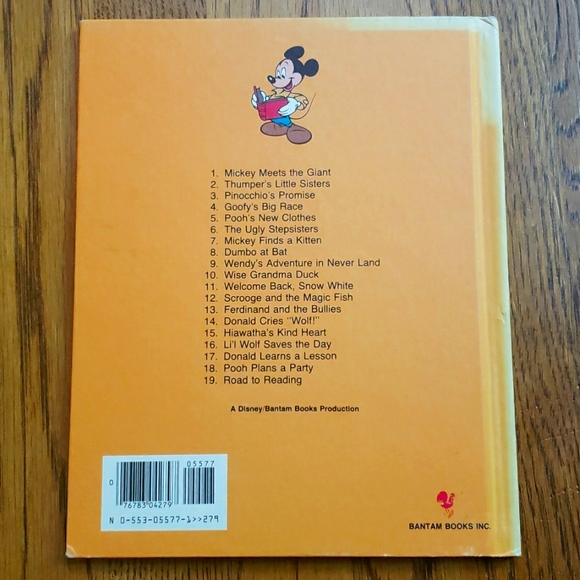 1. Mickey Meets the Giant
2. Thumper's Little Sisters
3. Pinocchio's Promise
4. Goofy's Big Race
5. Pooh's New Clothes
6. The Ugly Stepsisters
7. Mickey Finds a Kitten
8. Dumbo at Bat
9. Wendy's Adventure in Never Land
10. Wise Grandma Duck
11. Welcome Back, Snow White
12. Scrooge and the Magic Fish
13. Ferdinand and the Bullies
14. Donald Cries "Wolf!"
15. Hiawatha's Kind Heart
16. Li'l Wolf Saves the Day
17. Donald Learns a Lesson
18. Pooh Plans a Party
19. Road to Reading
A Disney/Bantam Books Production
05577
0 76783 04279
N 0-553-05577-1>>279
BANTAM BOOKS INC.